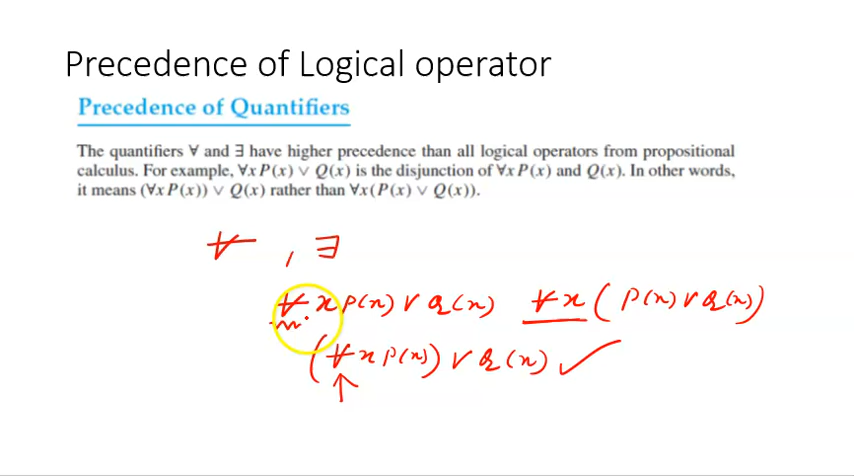 Precedence of Logical operator
Precedence of Quantifiers
The quantifiers ∀ and ∃ have higher precedence than all logical operators from propositional
calculus. For example, ∀x P(x) ∨ Q(x) is the disjunction of ∀x P(x) and Q(x). In other words,
it means (∀x P(x)) ∨ Q(x) rather than ∀x(P(x) ∨ Q(x)).
∀ , ∃
∀x P(x) ∨ Q(x) ∀x (P(x) ∨ Q(x))
(∀x P(x)) ∨ Q(x) ✓